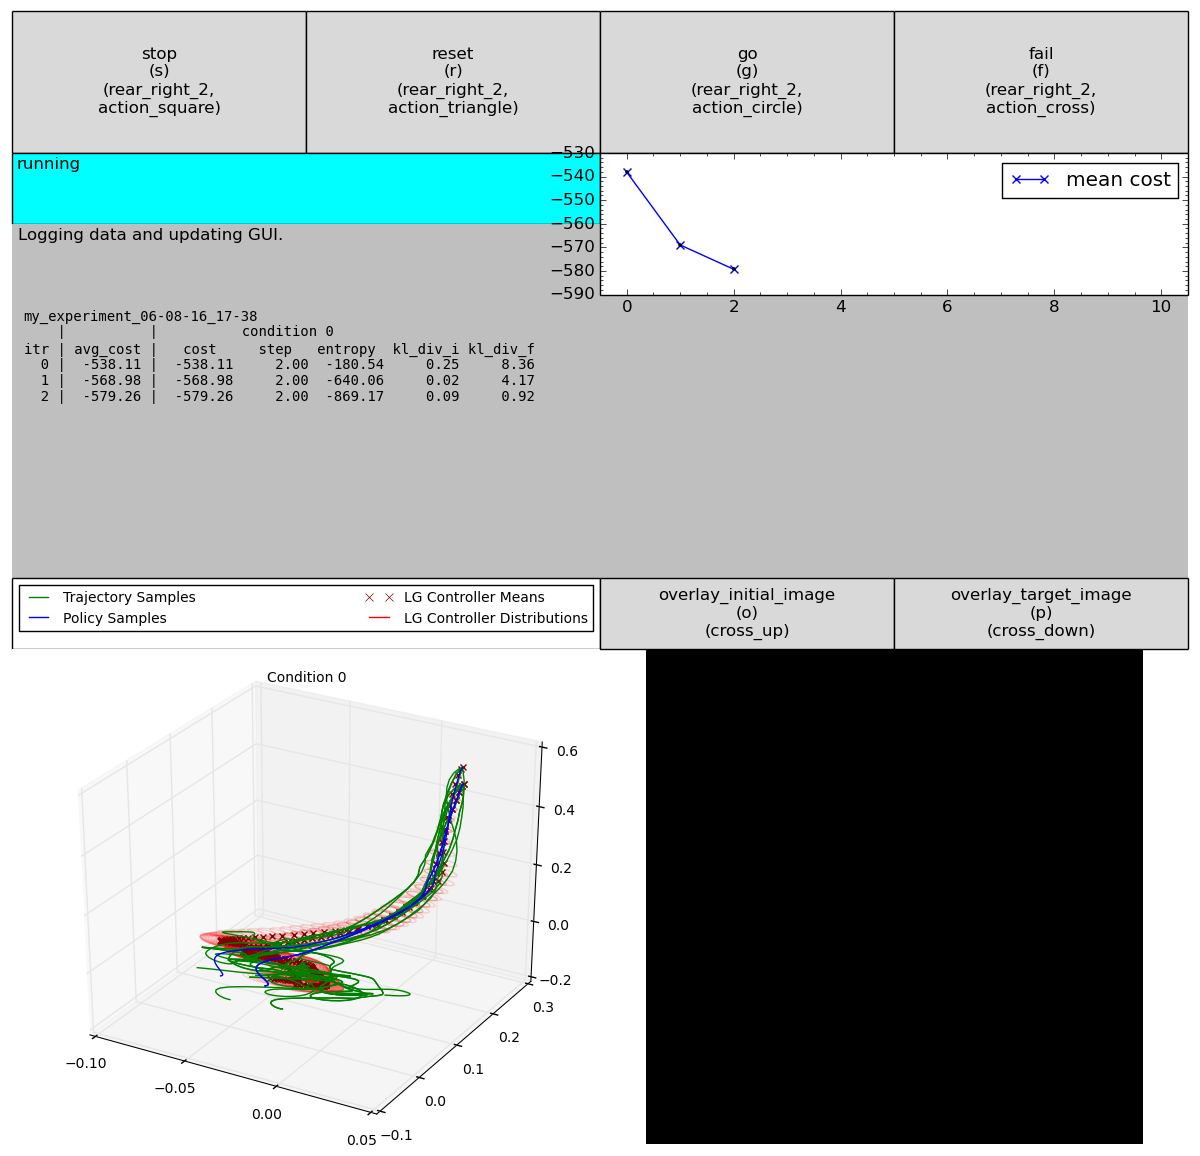 stop
(s)
(rear_right_2,
action_square)
reset
(r)
(rear_right_2,
action_triangle)
go
(g)
(rear_right_2,
action_circle)
fail
(f)
(rear_right_2,
action_cross)
running
−530
−540
−550
−560
−570
−580
−590
mean cost
0 2 4 6 8 10
Logging data and updating GUI.
my_experiment_06-08-16_17-38
| | condition 0
itr | avg_cost | cost step entropy kl_div_i kl_div_f
0 | -538.11 | -538.11 2.00 -180.54 0.25 8.36
1 | -568.98 | -568.98 2.00 -640.06 0.02 4.17
2 | -579.26 | -579.26 2.00 -869.17 0.09 0.92
Trajectory Samples
Policy Samples
LG Controller Means
LG Controller Distributions
overlay_initial_image
(o)
(cross_up)
overlay_target_image
(p)
(cross_down)
Condition 0
0.6
0.4
0.2
0.0
−0.2
0.3
0.2
0.1
0.0
−0.1
−0.10
−0.05
0.00
0.05